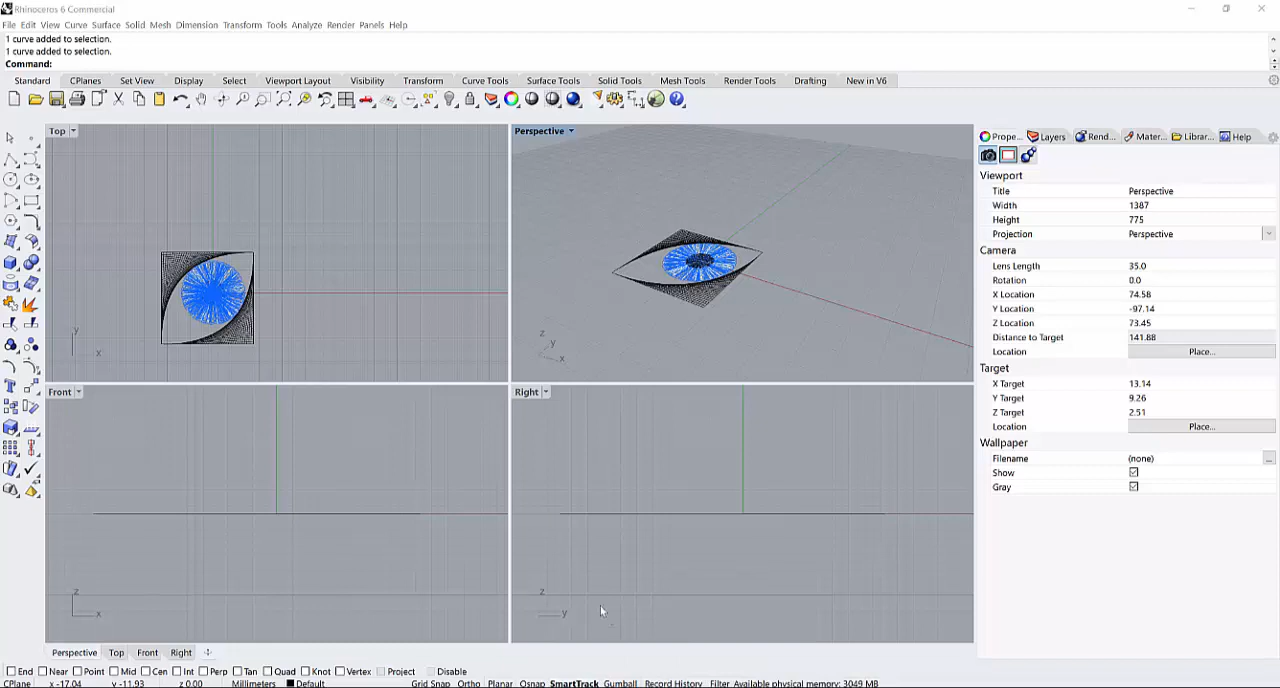 Rhinoceros 6 Commercial
File Edit View Curve Surface Solid Mesh Dimension Transform Tools Analyze Render Panels Help
1 curve added to selection.
1 curve added to selection.
Command:
Standard CPlanes Set View Display Select Viewport Layout Visibility Transform Curve Tools Surface Tools Solid Tools Mesh Tools Render Tools Drafting New in V6
Top
Perspective
Prope... Layers Rend... Mater... Librar... Help
Viewport
Title Perspective
Width 1387
Height 775
Projection Perspective
Camera
Lens Length 35.0
Rotation 0.0
X Location 74.58
Y Location -97.14
Z Location 73.45
Distance to Target 141.88
Location Place...
Target
X Target 13.14
Y Target 9.26
Z Target 2.51
Location Place...
Wallpaper
Filename (none) ...
Show
Gray
y
x
z
y
x
Front
Right
z
x
z
y
Perspective Top Front Right
End Near Point Mid Cen Int Perp Tan Quad Knot Vertex Project Disable
CPlane x -17.04 y -11.93 z 0.00 Millimeters Default Grid Snap Ortho Planar Osnap SmartTrack Gumball Record History Filter Available physical memory: 3049 MB